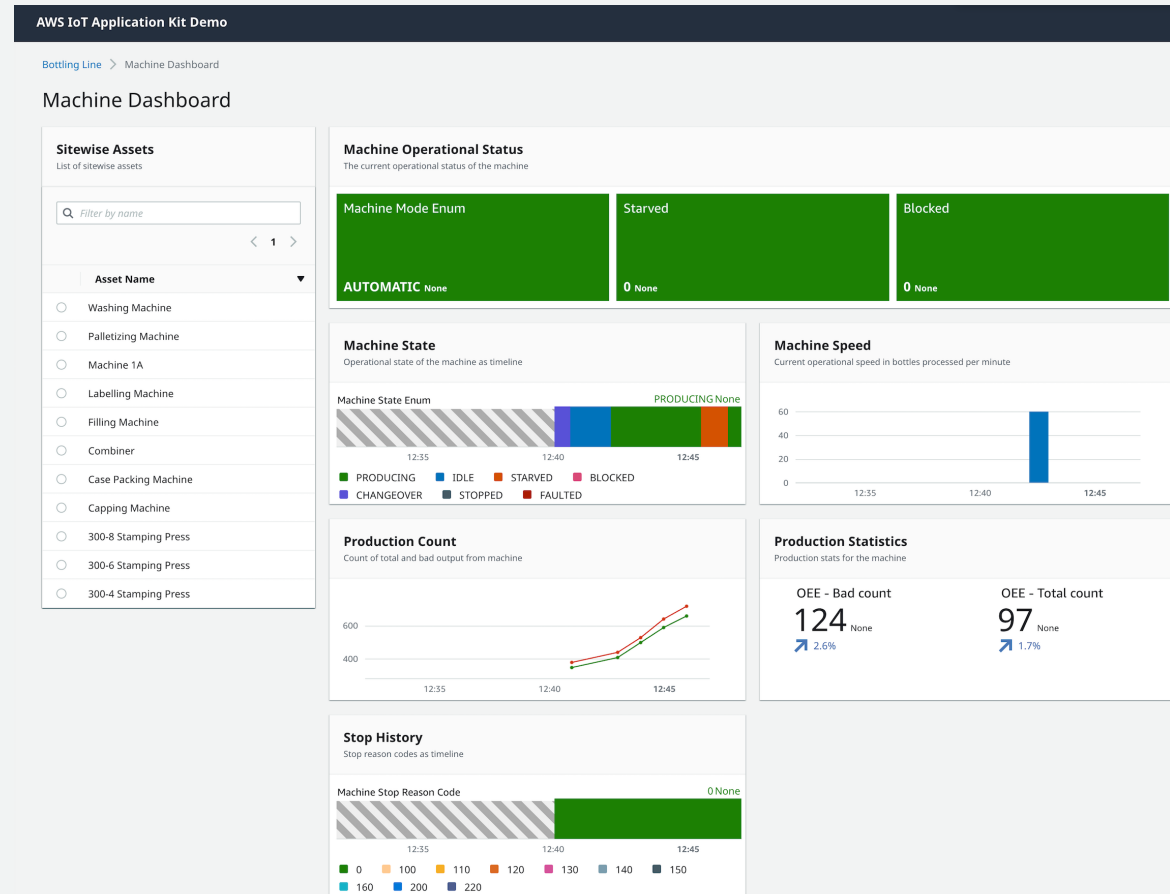 AWS IoT Application Kit Demo
Bottling Line > Machine Dashboard
Machine Dashboard
Sitewise Assets
List of sitewise assets
Filter by name
1
Asset Name
Washing Machine
Palletizing Machine
Machine 1A
Labelling Machine
Filling Machine
Combiner
Case Packing Machine
Capping Machine
300-8 Stamping Press
300-6 Stamping Press
300-4 Stamping Press
Machine Operational Status
The current operational status of the machine
Machine Mode Enum
AUTOMATIC None
Starved
0 None
Blocked
0 None
Machine State
Operational state of the machine as timeline
Machine State Enum PRODUCING None
12:35 12:40 12:45
PRODUCING IDLE STARVED BLOCKED
CHANGEOVER STOPPED FAULTED
Machine Speed
Current operational speed in bottles processed per minute
60
40
20
0
12:35 12:40 12:45
Production Count
Count of total and bad output from machine
600
400
12:35 12:40 12:45
Production Statistics
Production stats for the machine
OEE - Bad count
124 None
2.6%
OEE - Total count
97 None
1.7%
Stop History
Stop reason codes as timeline
Machine Stop Reason Code 0 None
12:35 12:40 12:45
0 100 110 120 130 140 150
160 200 220